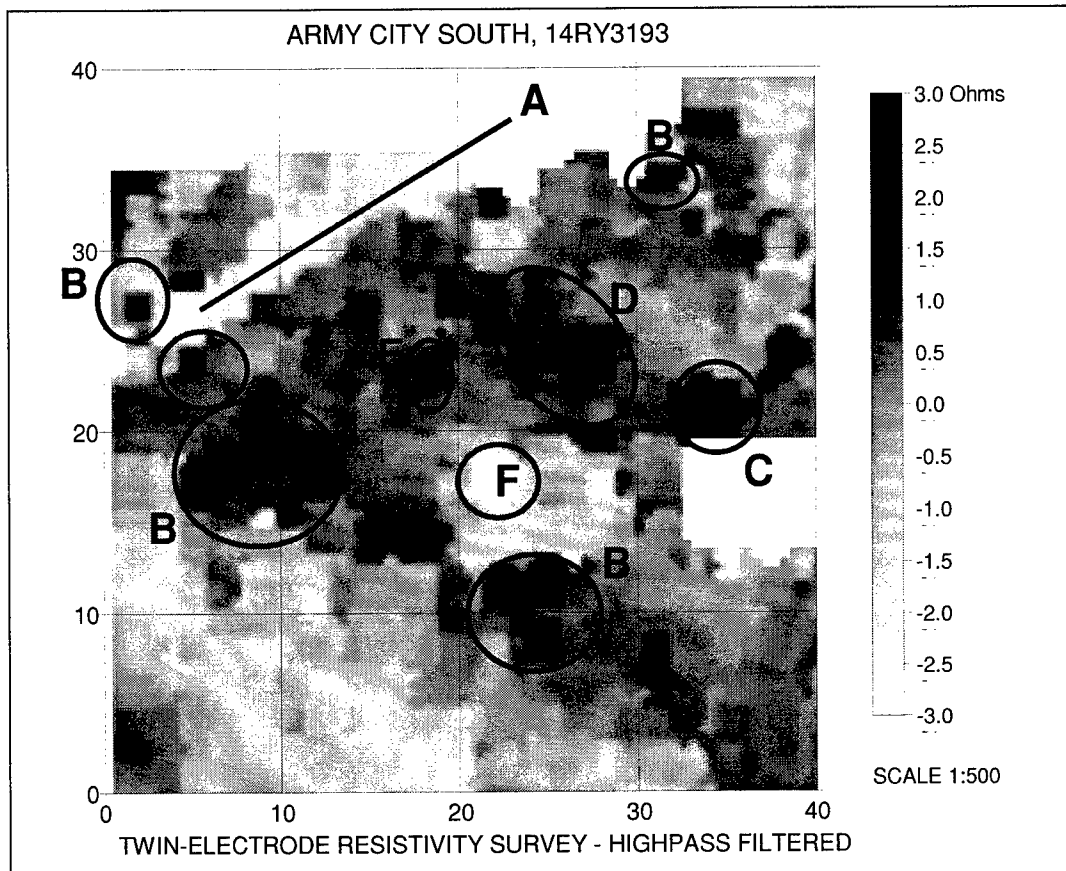 ARMY CITY SOUTH, 14RY3193
40
A
B
3.0 Ohms
2.5
2.0
1.5
1.0
0.5
0.0
-0.5
-1.0
-1.5
-2.0
-2.5
-3.0
30
B
D
20
F
C
B
B
10
0
0
10
20
30
40
SCALE 1:500
TWIN-ELECTRODE RESISTIVITY SURVEY - HIGHPASS FILTERED